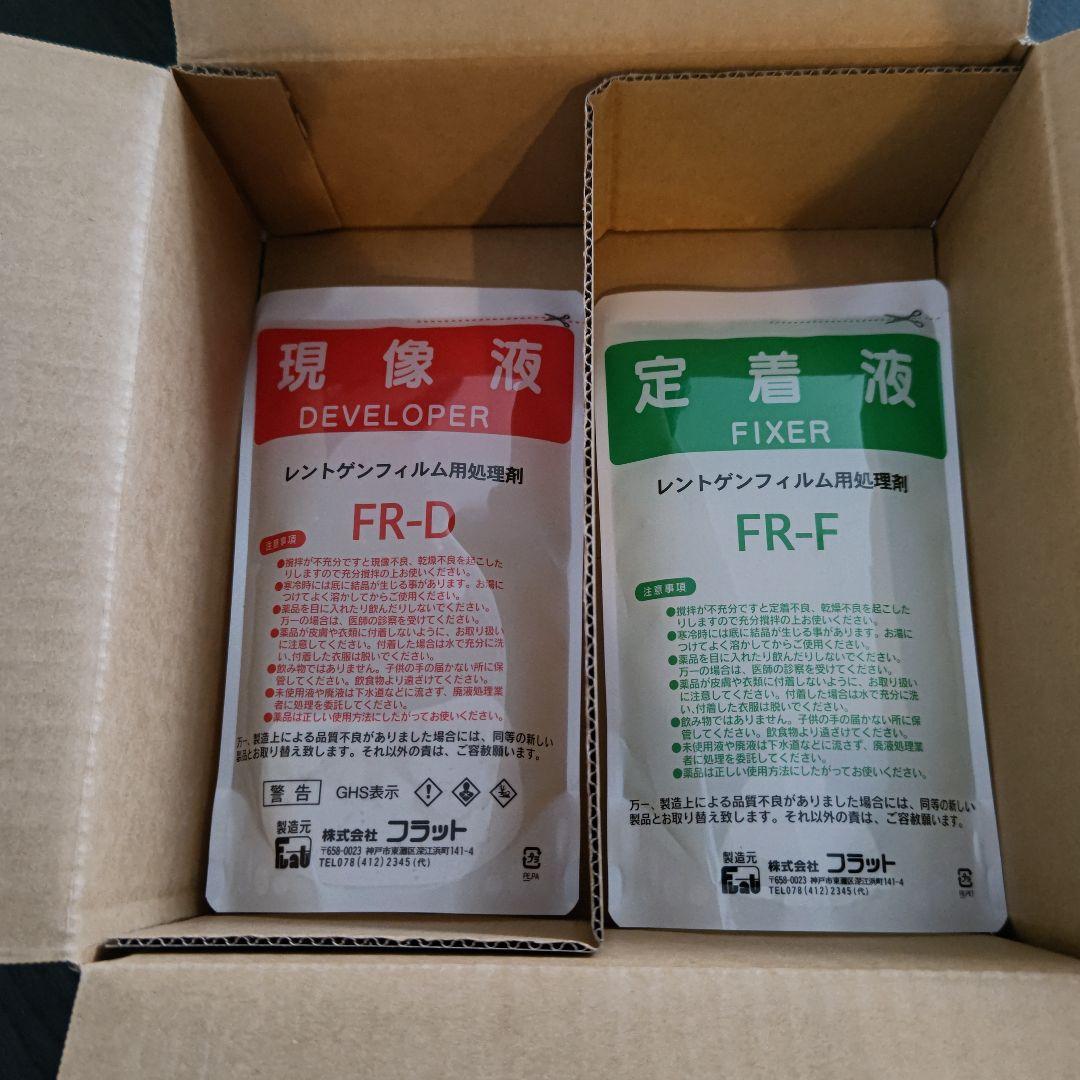 現像液
DEVELOPER
レントゲンフィルム用処理剤
FR-D
注意事項
●攪拌が不充分ですと現像不良、乾燥不良を起こした
りしますので充分攪拌の上お使いください。
●寒冷時には底に結晶が生じる事があります。お湯に
つけてよく溶かしてからご使用ください。
●薬品を目に入れたり飲んだりしないでください。
万一の場合は、医師の診察を受けてください。
●薬品が皮膚や衣類に付着しないように、お取り扱い
に注意してください。付着した場合は水で充分に洗
い、付着した衣服は脱いでください。
●飲み物ではありません。子供の手の届かない所に保
管してください。飲食物より遠ざけてください。
●未使用液や廃液は下水道などに流さず、廃液処理業
者に処理を委託してください。
●薬品は正しい使用方法にしたがってお使いください。
万一、製造上による品質不良がありました場合には、同等の新しい
製品とお取り替え致します。それ以外の責は、ご容赦願います。
警告 GHS表示
製造元
Flat
株式会社 フラット
〒658-0023 神戸市東灘区深江浜町141-4
TEL078(412)2345(代)
プラ
PE,PA
定着液
FIXER
レントゲンフィルム用処理剤
FR-F
注意事項
●攪拌が不充分ですと定着不良、乾燥不良を起こした
りしますので充分攪拌の上お使いください。
●寒冷時には底に結晶が生じる事があります。お湯に
つけてよく溶かしてからご使用ください。
●薬品を目に入れたり飲んだりしないでください。
万一の場合は、医師の診察を受けてください。
●薬品が皮膚や衣類に付着しないように、お取り扱い
に注意してください。付着した場合は水で充分に洗
い、付着した衣服は脱いでください。
●飲み物ではありません。子供の手の届かない所に保
管してください。飲食物より遠ざけてください。
●未使用液や廃液は下水道などに流さず、廃液処理業
者に処理を委託してください。
●薬品は正しい使用方法にしたがってお使いください。
万一、製造上による品質不良がありました場合には、同等の新しい
製品とお取り替え致します。それ以外の責は、ご容赦願います。
製造元
Flat
株式会社 フラット
〒658-0023 神戸市東灘区深江浜町141-4
TEL078(412)2345(代)
プラ